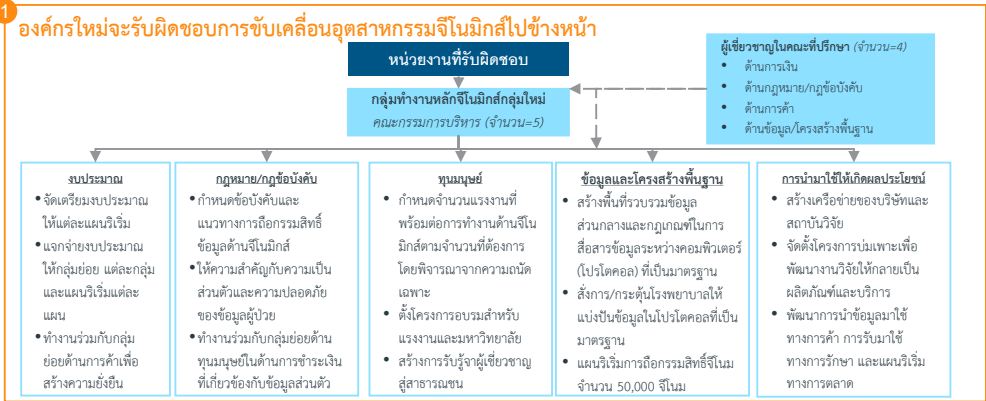 1
องค์กรใหม่จะรับผิดชอบการขับเคลื่อนอุตสาหกรรมจีโนมิกส์ไปข้างหน้า
หน่วยงานที่รับผิดชอบ
กลุ่มทำงานหลักจีโนมิกส์กลุ่มใหม่
คณะกรรมการบริหาร (จำนวน=5)
ผู้เชี่ยวชาญในคณะที่ปรึกษา (จำนวน=4)
• ด้านการเงิน
• ด้านกฎหมาย/กฎข้อบังคับ
• ด้านการค้า
• ด้านข้อมูล/โครงสร้างพื้นฐาน
งบประมาณ
• จัดเตรียมงบประมาณ
ให้แต่ละแผนริเริ่ม
• แจกจ่ายงบประมาณ
ให้กลุ่มย่อย แต่ละกลุ่ม
และแผนริเริ่มแต่ละ
แผน
• ทำงานร่วมกับกลุ่ม
ย่อยด้านการค้าเพื่อ
สร้างความยั่งยืน
กฎหมาย/กฎข้อบังคับ
• กำหนดข้อบังคับและ
แนวทางการถือกรรมสิทธิ์
ข้อมูลด้านจีโนมิกส์
• ให้ความสำคัญกับความเป็น
ส่วนตัวและความปลอดภัย
ของข้อมูลผู้ป่วย
• ทำงานร่วมกับกลุ่มย่อยด้าน
ทุนมนุษย์ในด้านการชำระเงิน
ที่เกี่ยวข้องกับข้อมูลส่วนตัว
ทุนมนุษย์
• กำหนดจำนวนแรงงานที่
พร้อมต่อการทำงานด้านจีโน
มิกส์ตามจำนวนที่ต้องการ
โดยพิจารณาจากความถนัด
เฉพาะ
• ตั้งโครงการอบรมสำหรับ
แรงงานและมหาวิทยาลัย
• สร้างการรับรู้จาผู้เชี่ยวชาญ
สู่สาธารณชน
ข้อมูลและโครงสร้างพื้นฐาน
• สร้างพื้นที่รวบรวมข้อมูล
ส่วนกลางและกฎเกณฑ์ในการ
สื่อสารข้อมูลระหว่างคอมพิวเตอร์
(โปรโตคอล) ที่เป็นมาตรฐาน
• สั่งการ/กระตุ้นโรงพยาบาลให้
แบ่งปันข้อมูลในโปรโตคอลที่เป็น
มาตรฐาน
• แผนริเริ่มการถือกรรมสิทธิ์จีโนม
จำนวน 50,000 จีโนม
การนำมาใช้ให้เกิดผลประโยชน์
• สร้างเครือข่ายของบริษัทและ
สถาบันวิจัย
• จัดตั้งโครงการบ่มเพาะเพื่อ
พัฒนางานวิจัยให้กลายเป็น
ผลิตภัณฑ์และบริการ
• พัฒนาการนำข้อมูลมาใช้
ทางการค้า การรับมาใช้
ทางการรักษา และแผนริเริ่ม
ทางการตลาด